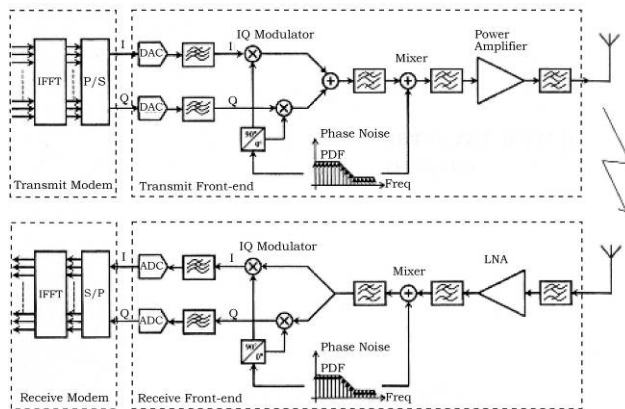 IQ Modulator
Power
Amplifier
Mixer
I
DAC
I
IFFT
P/S
Q
DAC
Q
90°
0°
Phase Noise
PDF
Freq
Transmit Modem
Transmit Front-end
IQ Modulator
LNA
Mixer
I
ADC
I
IFFT
S/P
Q
ADC
Q
90°
0°
Phase Noise
PDF
Freq
Receive Modem
Receive Front-end